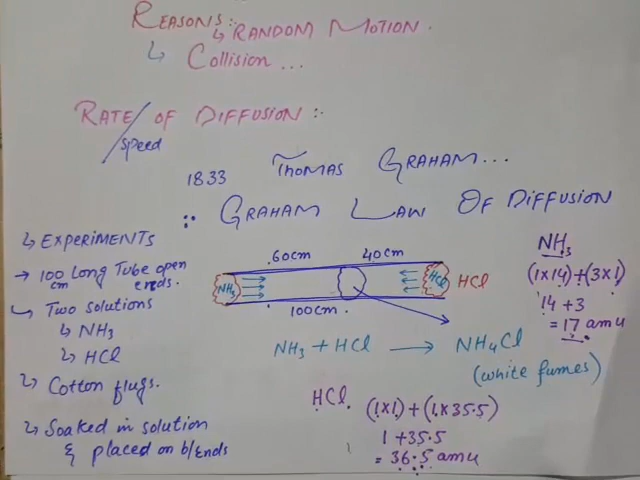 REASONS:
↳ RANDOM MOTION.
↳ Collision...
RATE/ OF DIFFUSION :-
speed
1833 THOMAS GRAHAM...
:: GRAHAM LAW OF DIFFUSION
↳ EXPERIMENTS
→ 100 cm Long Tube open ends.
↳ Two solutions
↳ NH3
↳ HCl
↳ Cotton flugs.
↳ Soaked in solution
& placed on b/ends
60cm 40cm
NH3 HCl HCl
100cm.
NH3 + HCl → NH4Cl
(white fumes)
NH3
(1x14)+(3x1)
14+3
=17 amu
HCl
(1x1)+(1x35.5)
1+35.5
=36.5 amu